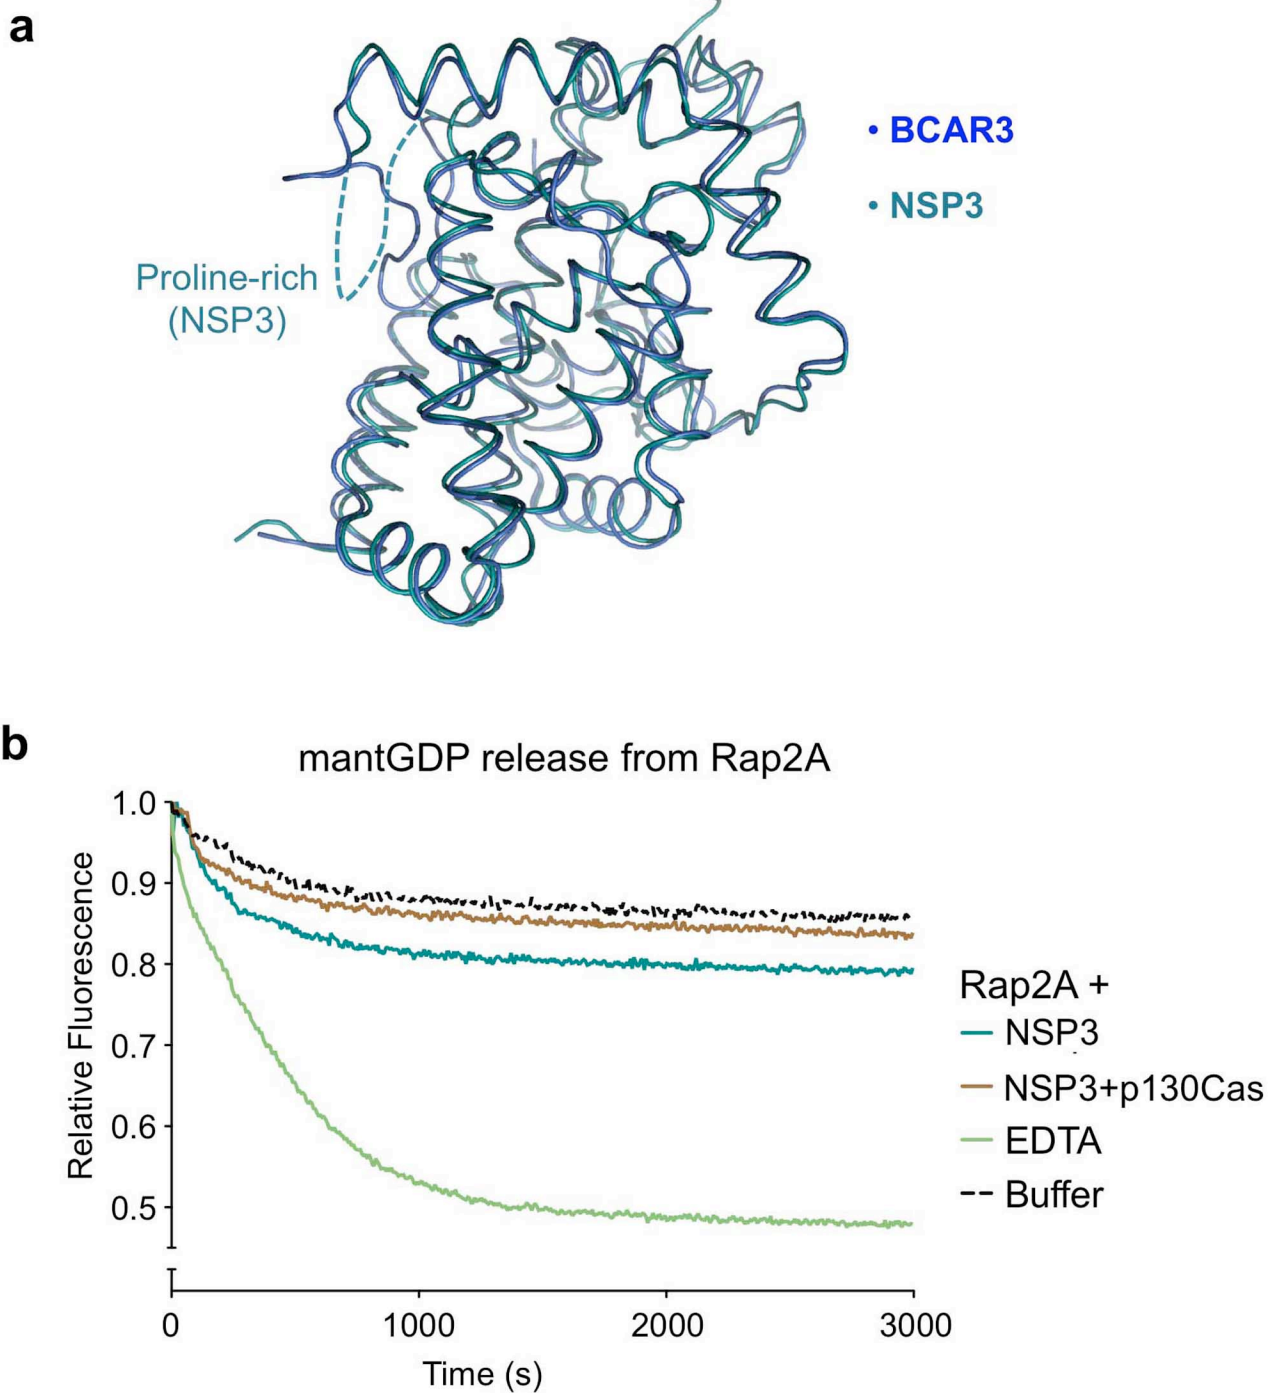 a
• BCAR3
• NSP3
Proline-rich
(NSP3)
b
mantGDP release from Rap2A
1.0
0.9
0.8
0.7
0.6
0.5
Relative Fluorescence
0
1000
2000
3000
Time (s)
Rap2A +
NSP3
NSP3+p130Cas
EDTA
Buffer